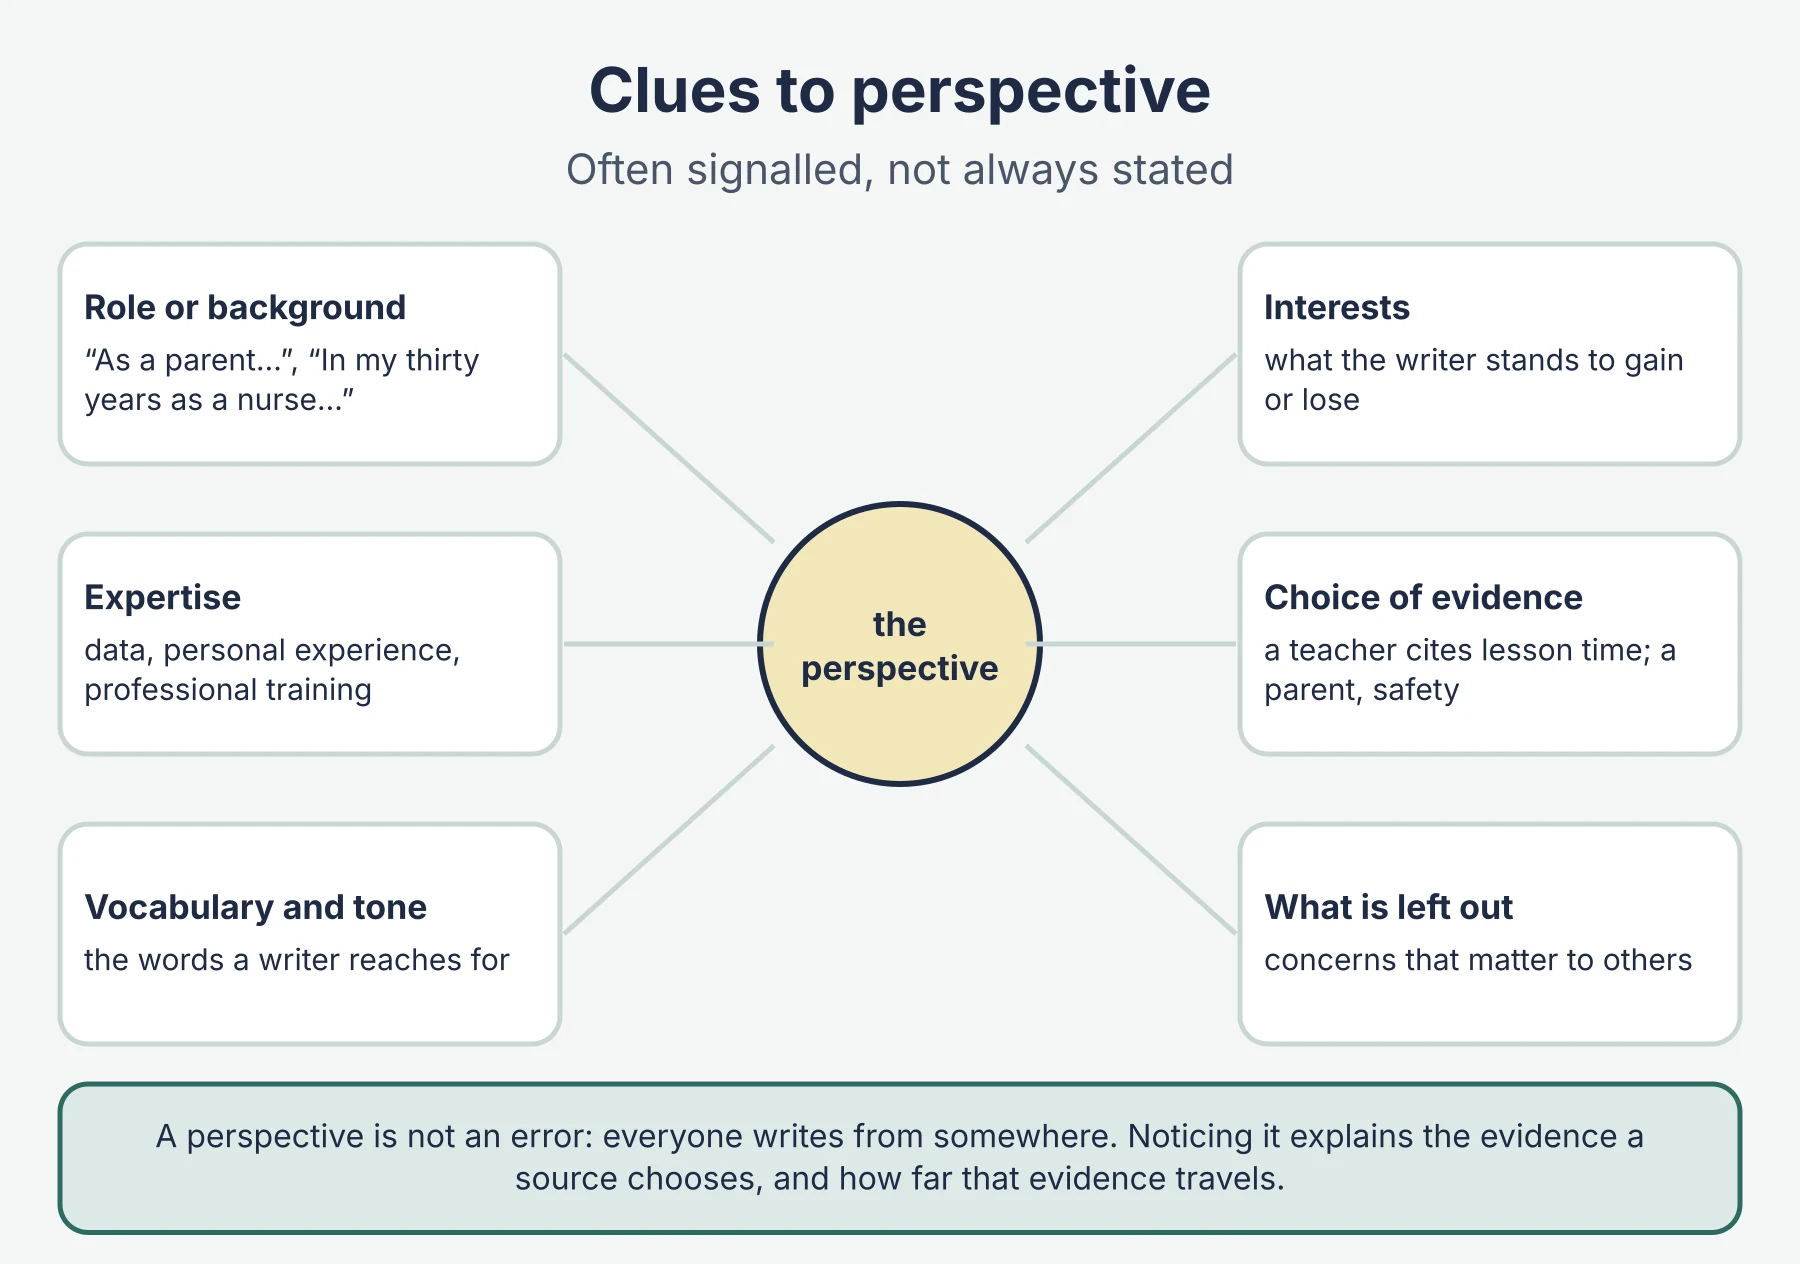 Clues to perspective
Often signalled, not always stated
Role or background
“As a parent…”, “In my thirty
years as a nurse…”
Interests
what the writer stands to gain
or lose
Expertise
data, personal experience,
professional training
the
perspective
Choice of evidence
a teacher cites lesson time; a
parent, safety
Vocabulary and tone
the words a writer reaches for
What is left out
concerns that matter to others
A perspective is not an error: everyone writes from somewhere. Noticing it explains the evidence a
source chooses, and how far that evidence travels.